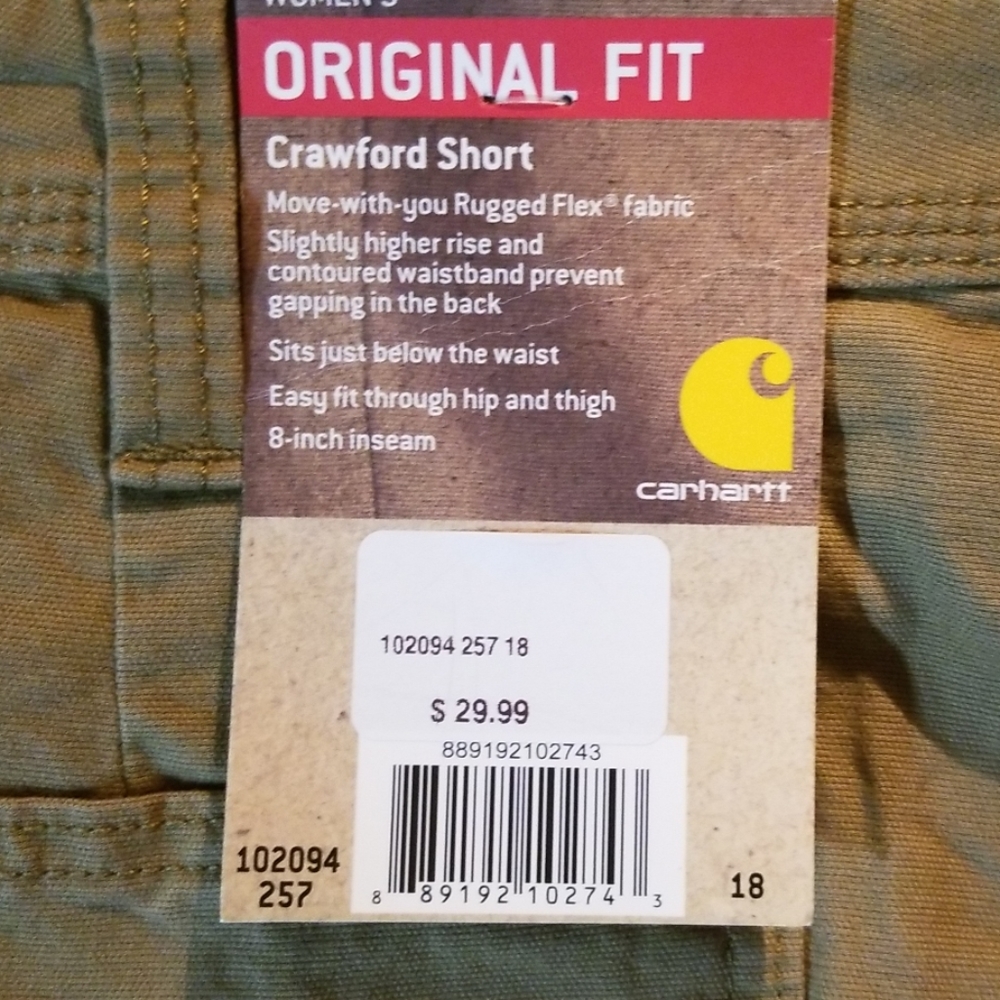 WOMEN'S
ORIGINAL FIT
Crawford Short
Move-with-you Rugged Flex® fabric
Slightly higher rise and
contoured waistband prevent
gapping in the back
Sits just below the waist
Easy fit through hip and thigh
8-inch inseam
carhartt
102094 257 18
$ 29.99
889192102743
8 89192 10274 3
102094
257
18